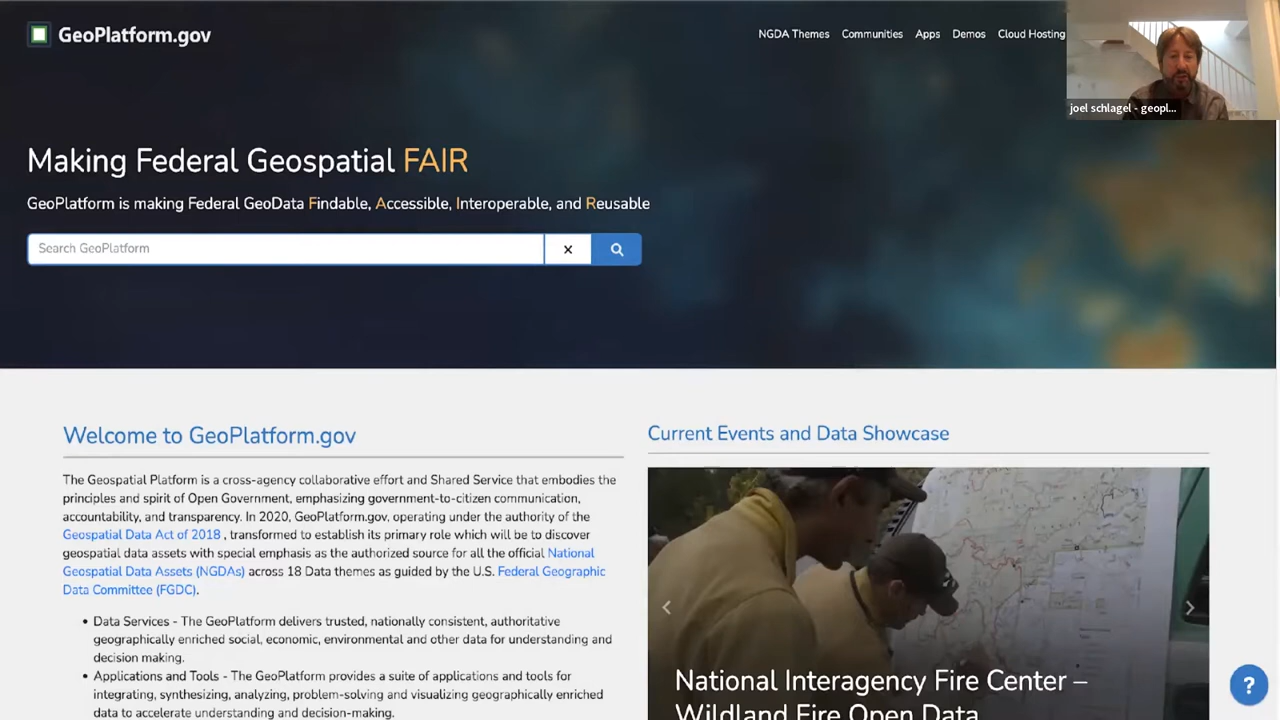 GeoPlatform.gov
NGDA Themes Communities Apps Demos Cloud Hosting
joel schlagel - geopl...
Making Federal Geospatial FAIR
GeoPlatform is making Federal GeoData Findable, Accessible, Interoperable, and Reusable
Search GeoPlatform
Welcome to GeoPlatform.gov
The Geospatial Platform is a cross-agency collaborative effort and Shared Service that embodies the
principles and spirit of Open Government, emphasizing government-to-citizen communication,
accountability, and transparency. In 2020, GeoPlatform.gov, operating under the authority of the
Geospatial Data Act of 2018 , transformed to establish its primary role which will be to discover
geospatial data assets with special emphasis as the authorized source for all the official National
Geospatial Data Assets (NGDAs) across 18 Data themes as guided by the U.S. Federal Geographic
Data Committee (FGDC).
• Data Services - The GeoPlatform delivers trusted, nationally consistent, authoritative
geographically enriched social, economic, environmental and other data for understanding and
decision making.
• Applications and Tools - The GeoPlatform provides a suite of applications and tools for
integrating, synthesizing, analyzing, problem-solving and visualizing geographically enriched
data to accelerate understanding and decision-making.
Current Events and Data Showcase
National Interagency Fire Center –
Wildland Fire Open Data
?